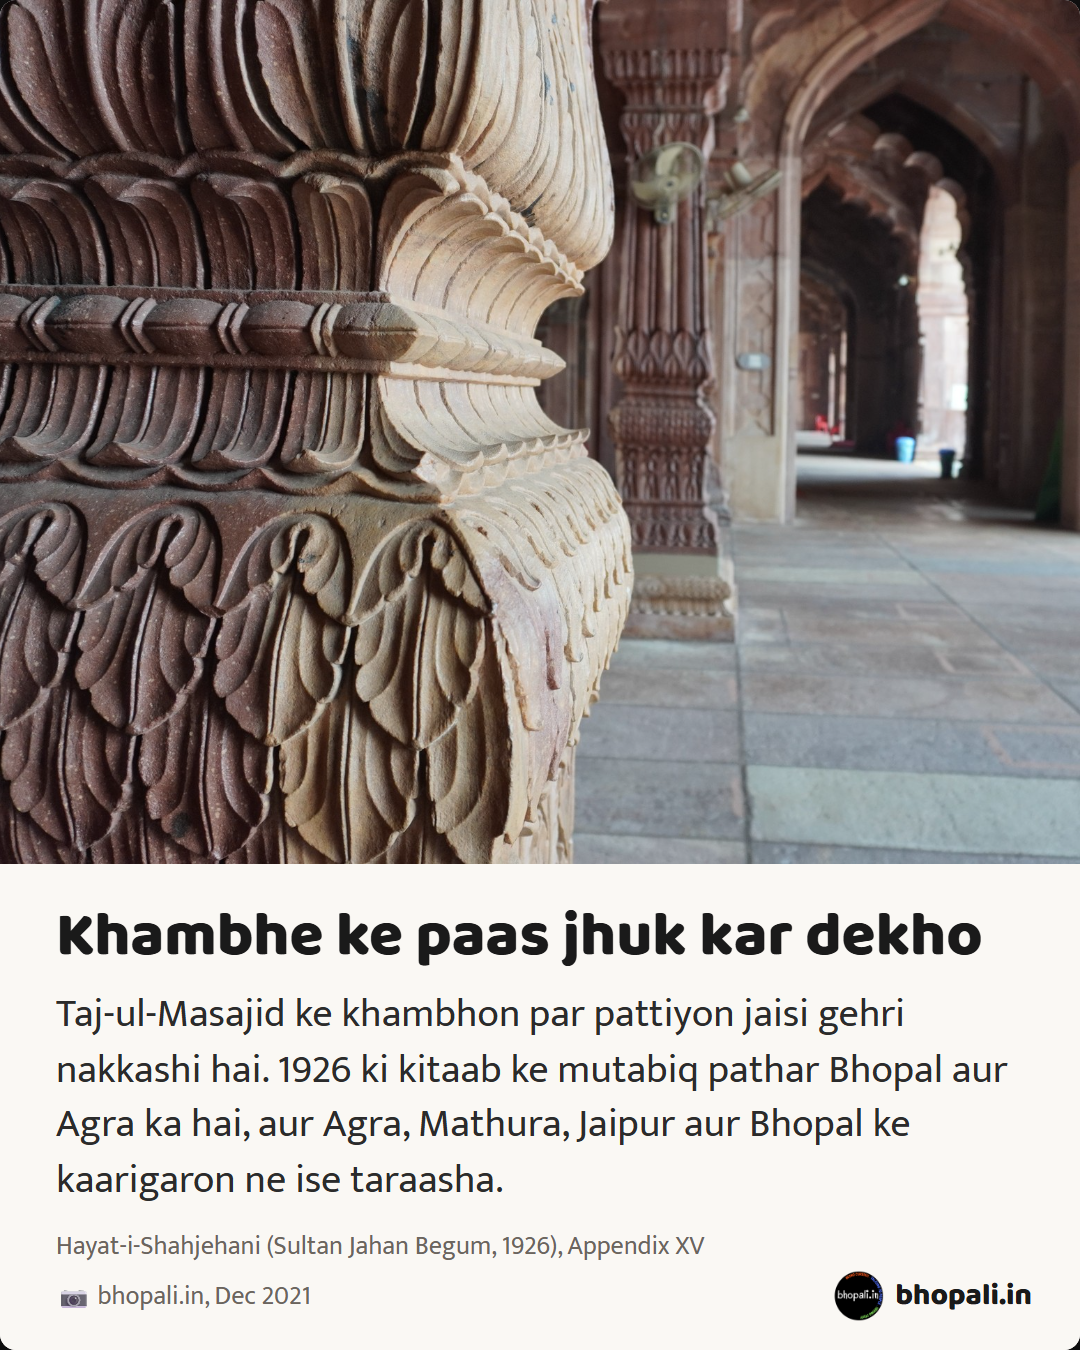 Khambhe ke paas jhuk kar dekho
Taj-ul-Masajid ke khambhon par pattiyon jaisi gehri
nakkashi hai. 1926 ki kitaab ke mutabiq pathar Bhopal aur
Agra ka hai, aur Agra, Mathura, Jaipur aur Bhopal ke
kaarigaron ne ise taraasha.
Hayat-i-Shahjehani (Sultan Jahan Begum, 1926), Appendix XV
bhopali.in, Dec 2021
bhopali.in
bhopali.in